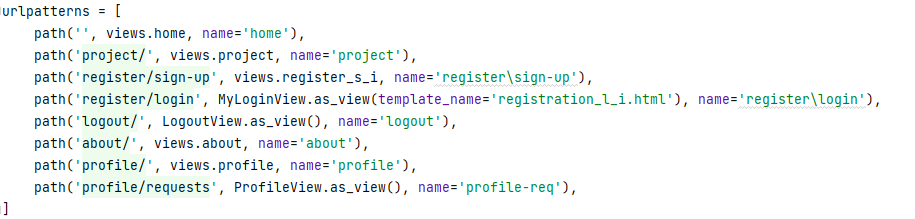 urlpatterns = [
    path('', views.home, name='home'),
    path('project/', views.project, name='project'),
    path('register/sign-up', views.register_s_i, name='register\sign-up'),
    path('register/login', MyLoginView.as_view(template_name='registration_l_i.html'), name='register\login'),
    path('logout/', LogoutView.as_view(), name='logout'),
    path('about/', views.about, name='about'),
    path('profile/', views.profile, name='profile'),
    path('profile/requests', ProfileView.as_view(), name='profile-req'),
]